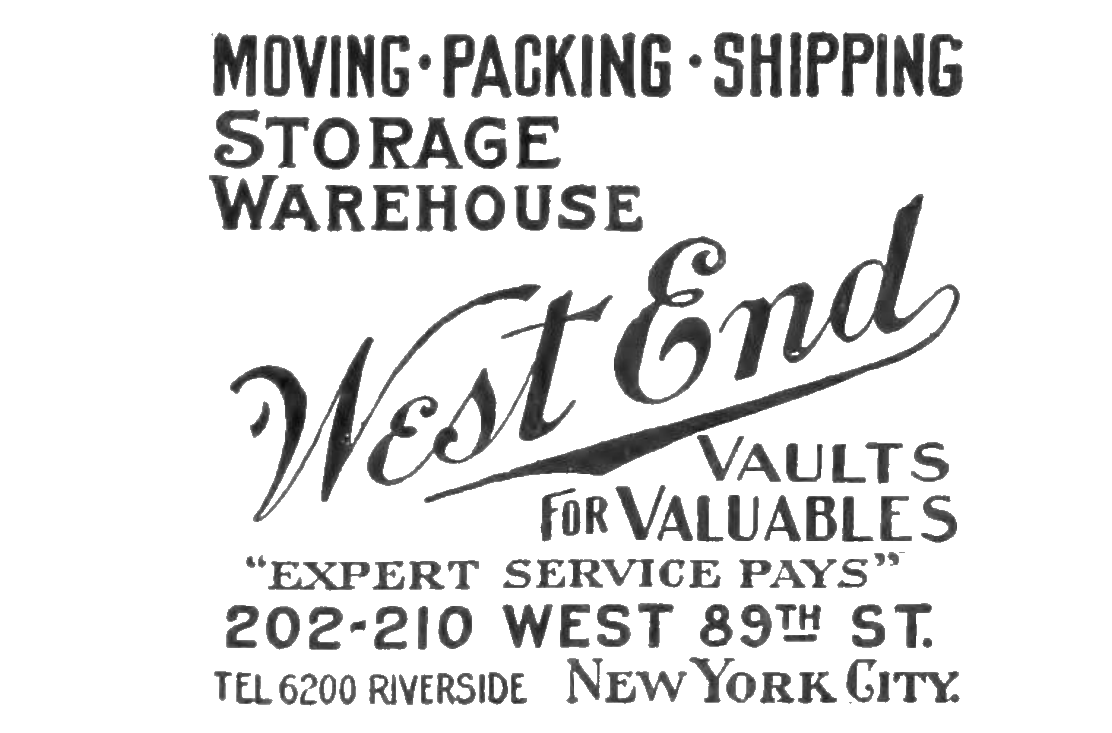 MOVING · PACKING · SHIPPING
STORAGE
WAREHOUSE
West End
VAULTS
FOR VALUABLES
"EXPERT SERVICE PAYS"
202-210 WEST 89TH ST.
TEL 6200 RIVERSIDE NEW YORK CITY.